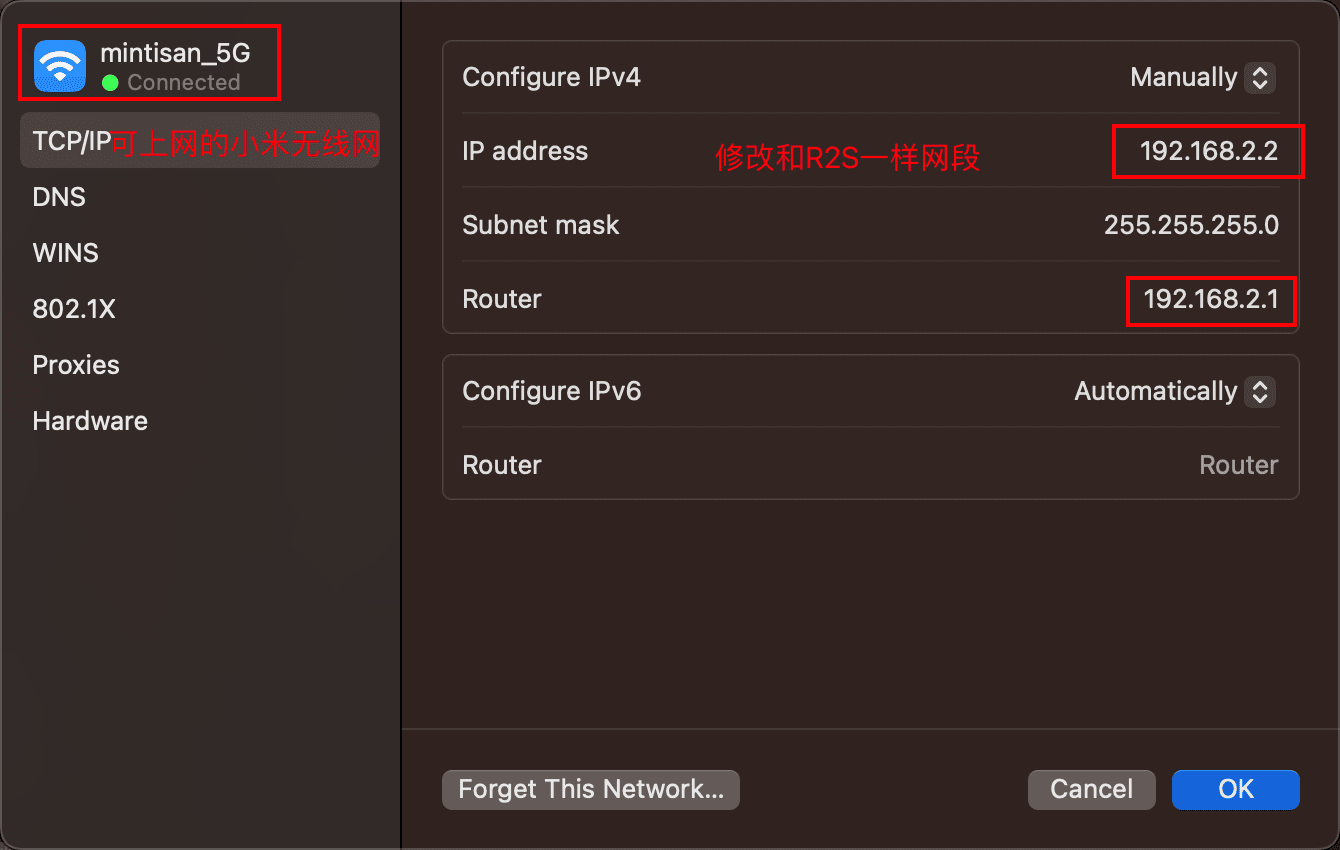 mintisan_5G
Connected
TCP/IP可上网的小米无线网
DNS
WINS
802.1X
Proxies
Hardware
Configure IPv4 Manually
IP address 修改和R2S一样网段 192.168.2.2
Subnet mask 255.255.255.0
Router 192.168.2.1
Configure IPv6 Automatically
Router Router
Forget This Network... Cancel OK